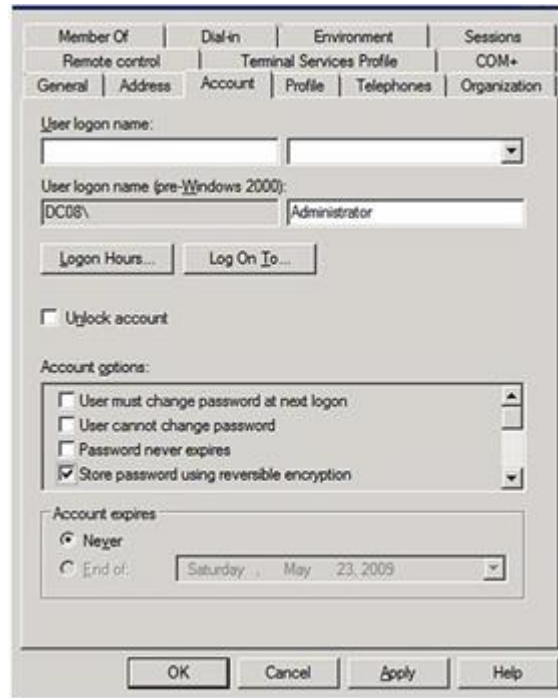 Member Of Dial-in Environment Sessions
Remote control Terminal Services Profile COM+
General Address Account Profile Telephones Organization
User logon name:
User logon name (pre-Windows 2000):
DC08\ Administrator
Logon Hours... Log On To...
Unlock account
Account options:
User must change password at next logon
User cannot change password
Password never expires
Store password using reversible encryption
Account expires
Never
End of: Saturday , May 23, 2009
OK Cancel Apply Help